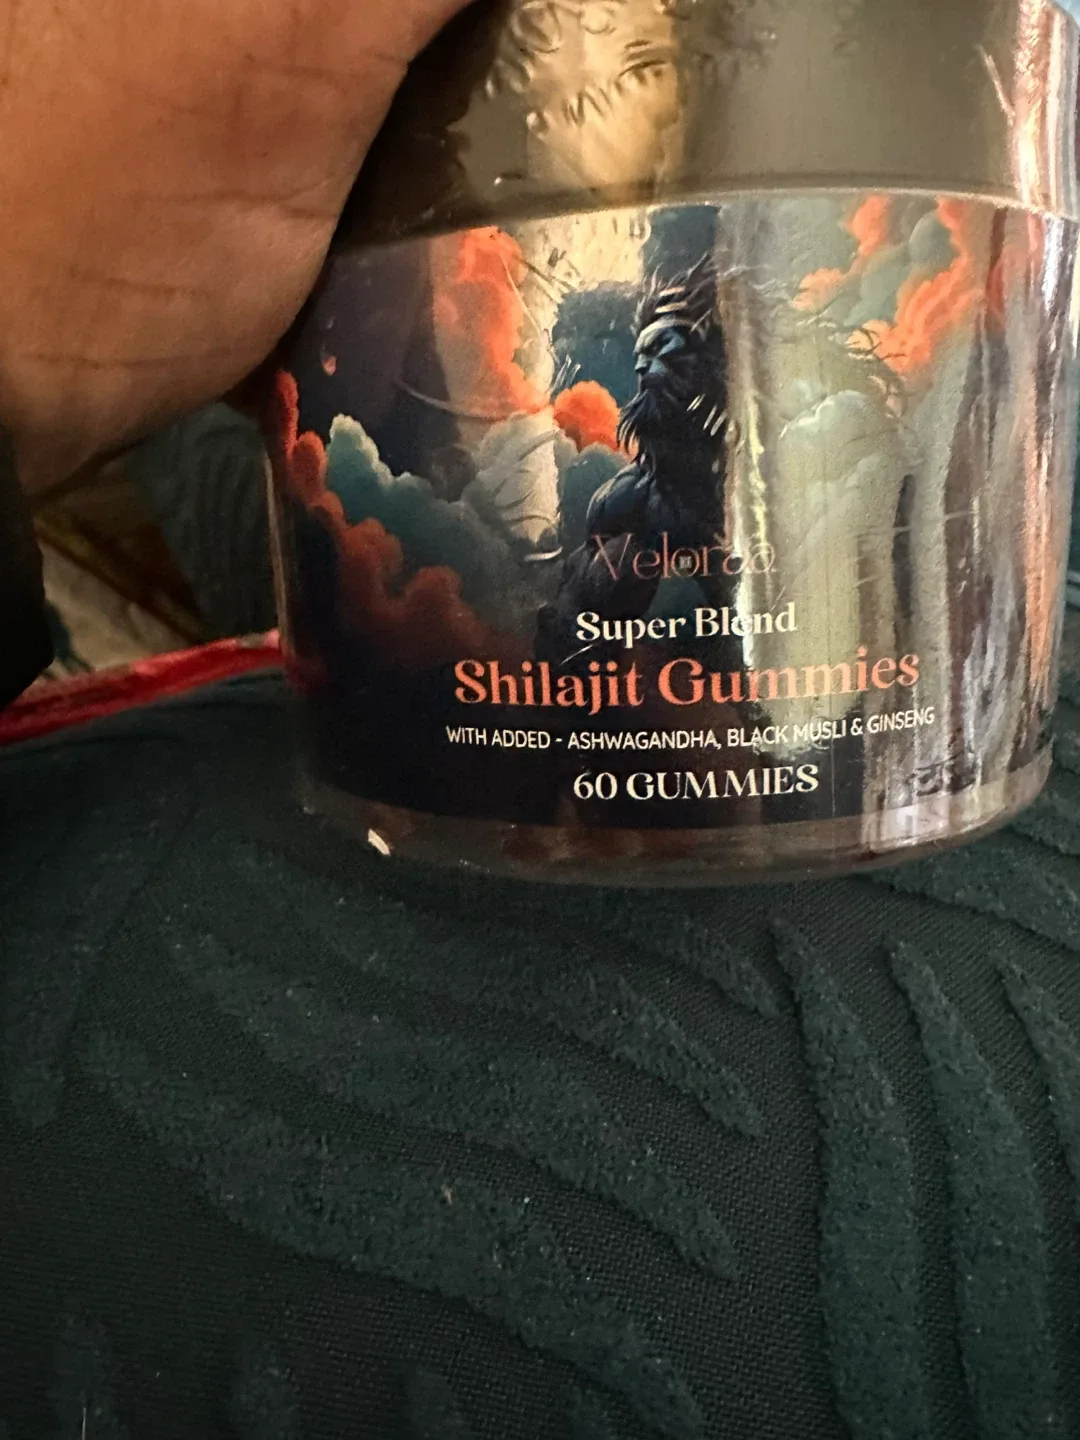 Veloraa
Super Blend
Shilajit Gummies
WITH ADDED - ASHWAGANDHA, BLACK MUSLI & GINSENG
60 GUMMIES